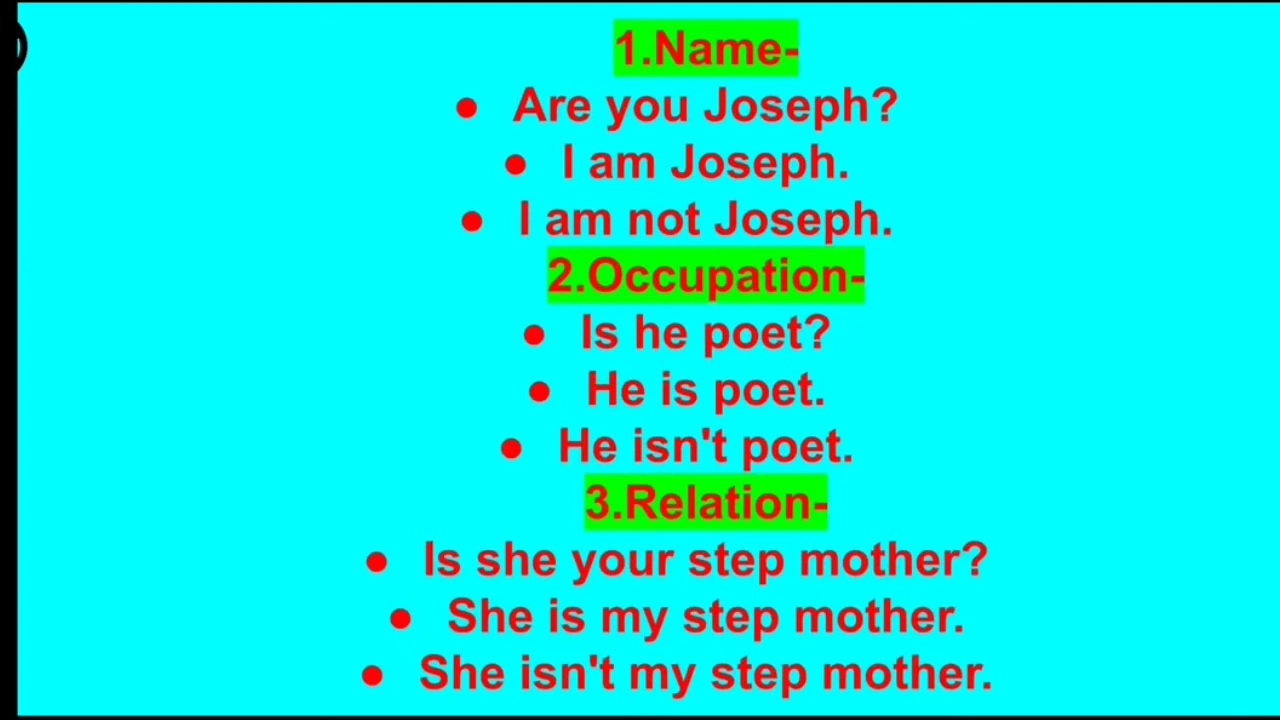 1.Name-
● Are you Joseph?
● I am Joseph.
● I am not Joseph.
2.Occupation-
● Is he poet?
● He is poet.
● He isn't poet.
3.Relation-
● Is she your step mother?
● She is my step mother.
● She isn't my step mother.